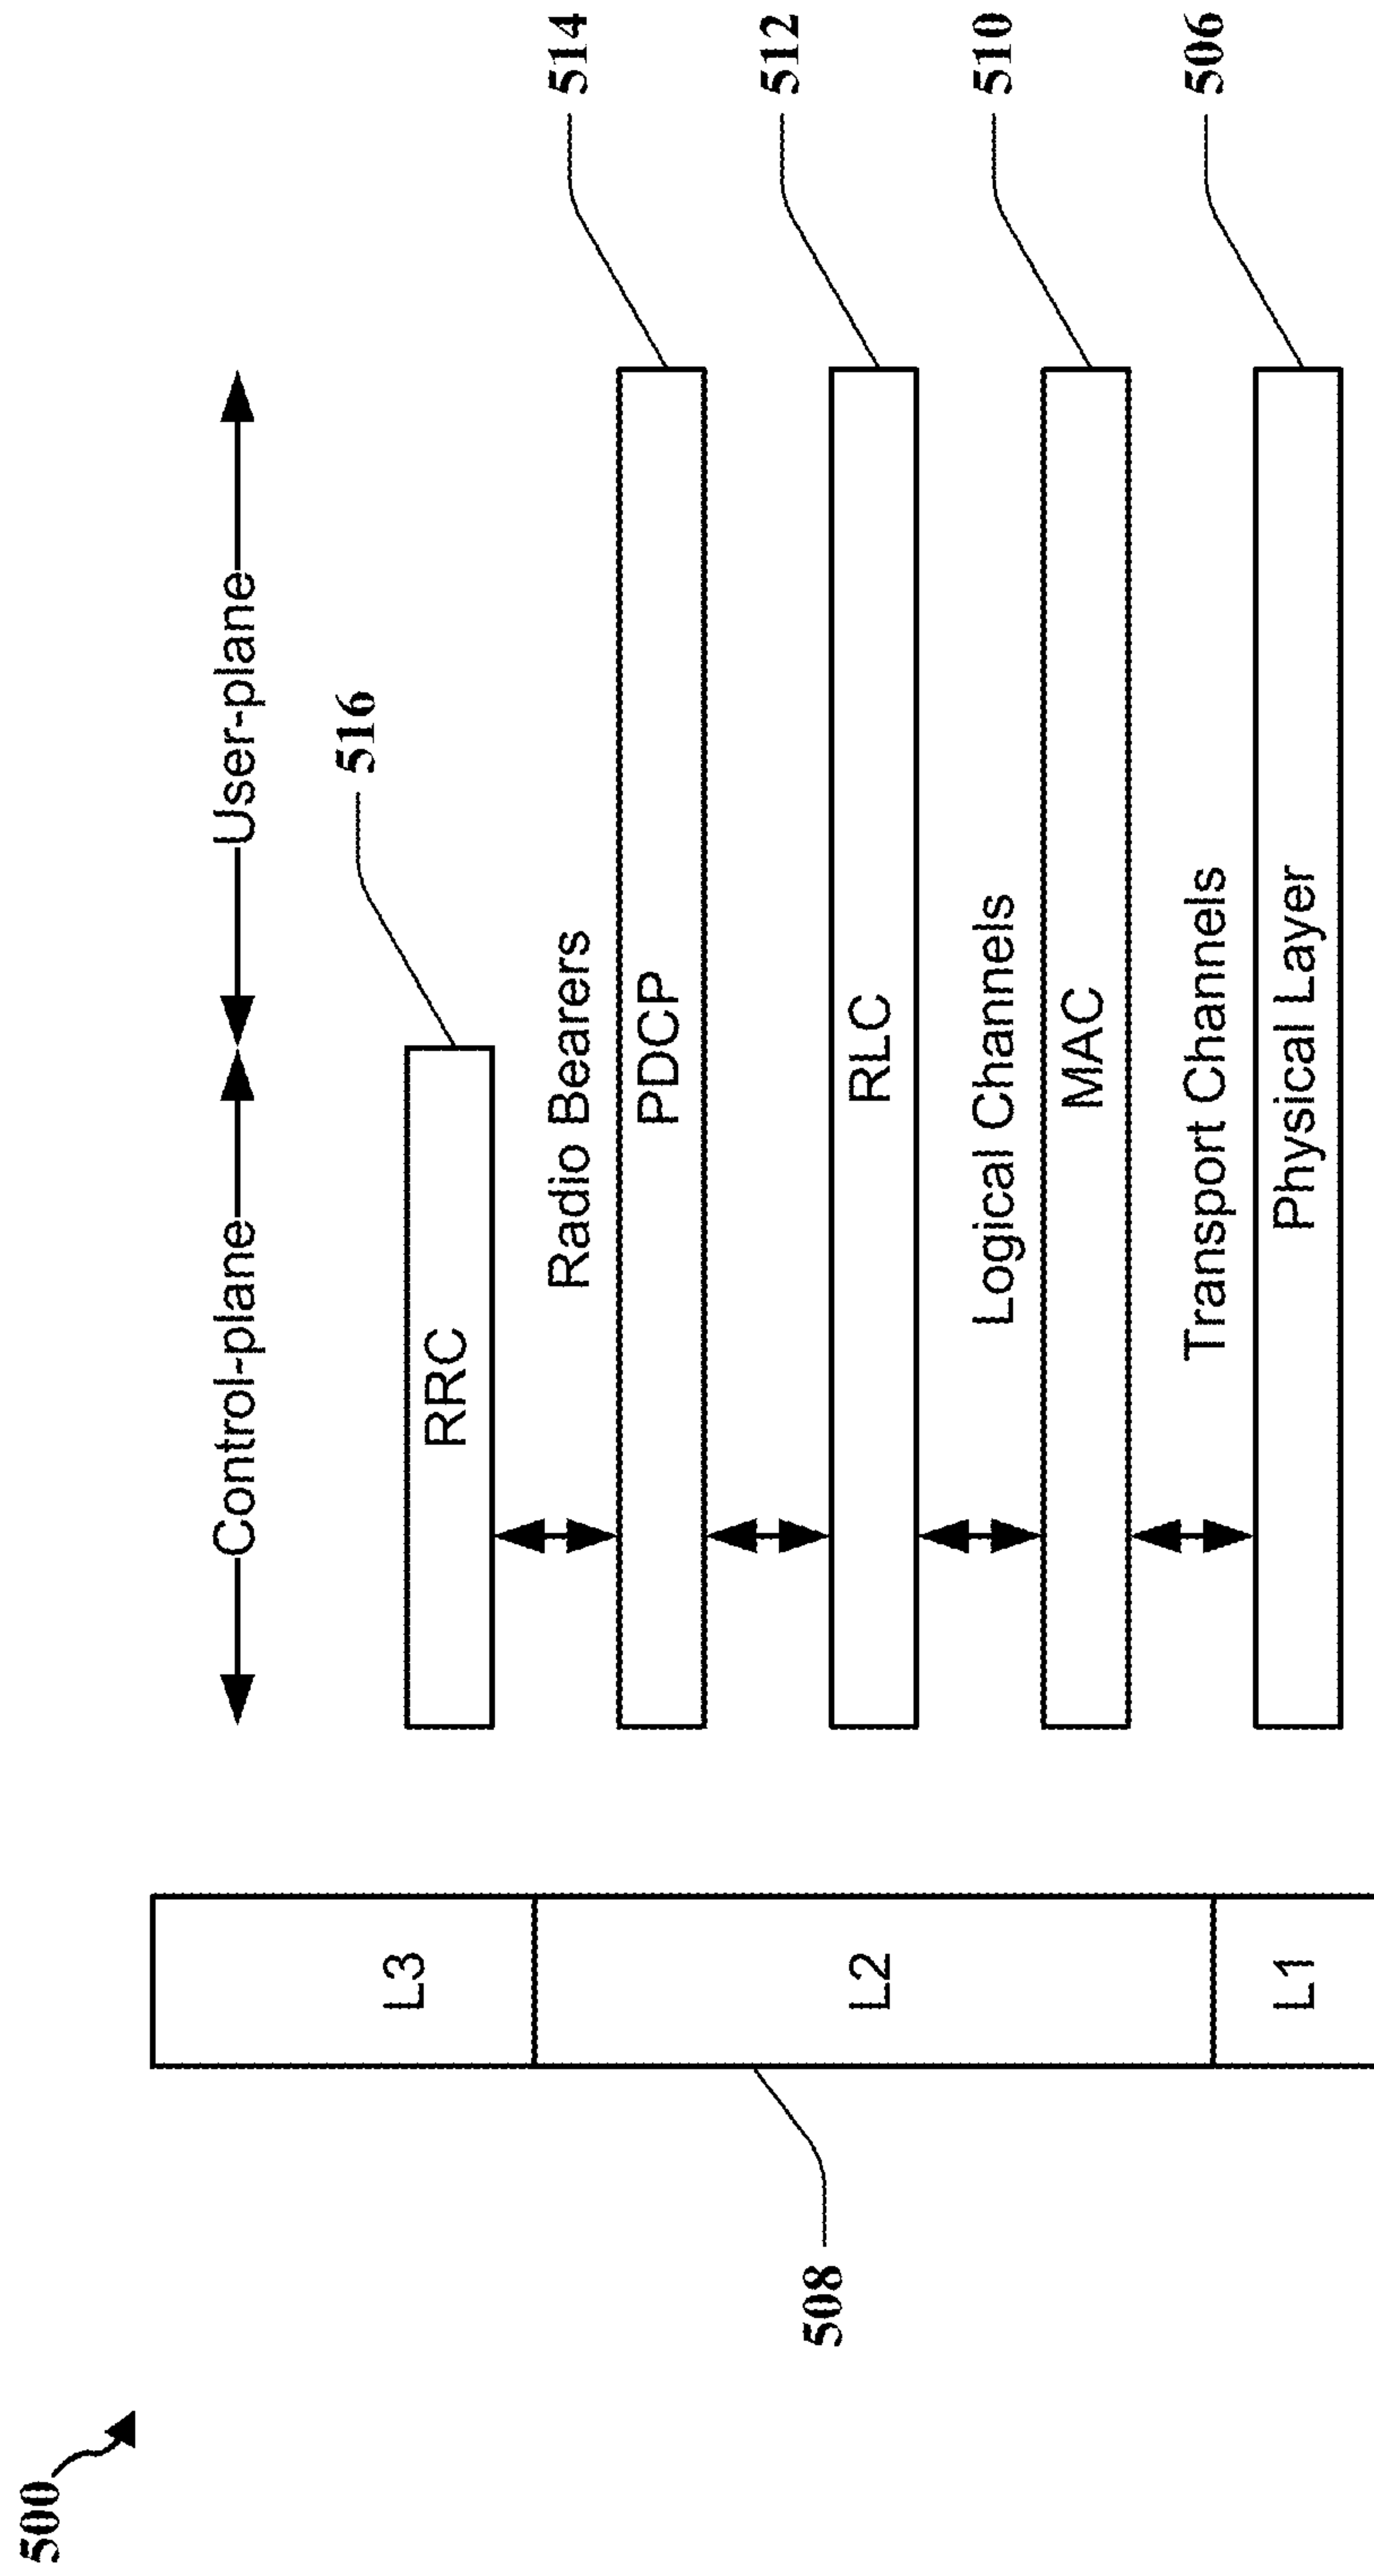 500
Control-plane
User-plane
L3
RRC
516
Radio Bearers
508
L2
PDCP
514
RLC
512
Logical Channels
MAC
510
Transport Channels
L1
Physical Layer
506